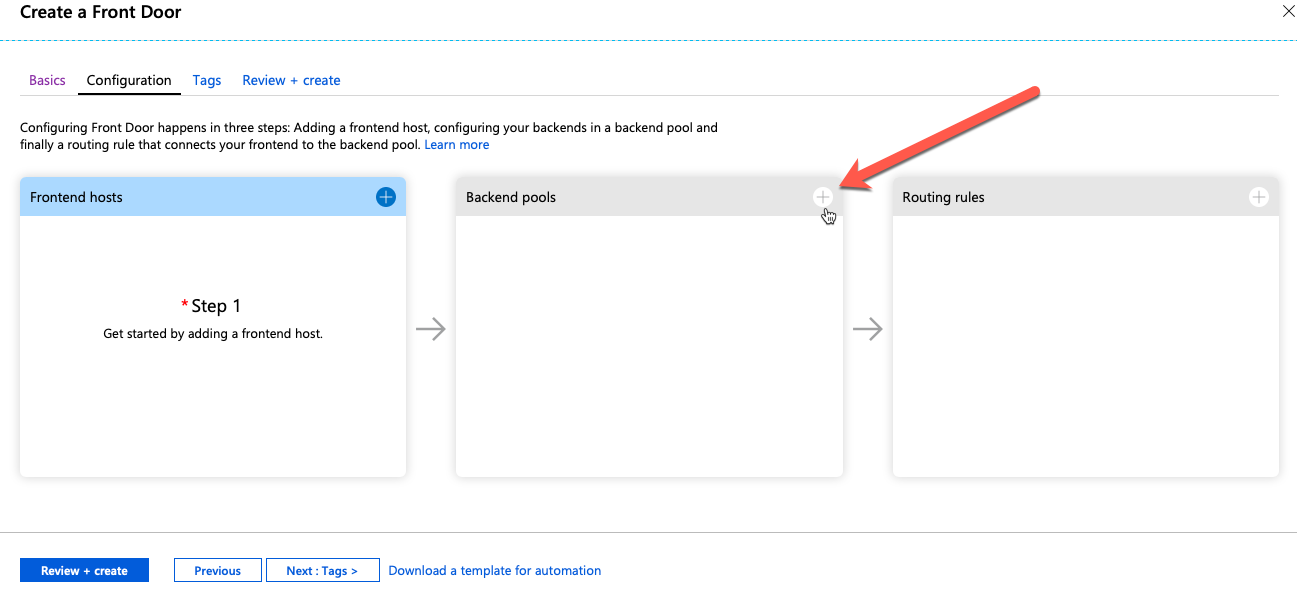 Create a Front Door
Basics
Configuration
Tags
Review + create
Configuring Front Door happens in three steps: Adding a frontend host, configuring your backends in a backend pool and
finally a routing rule that connects your frontend to the backend pool. Learn more
Frontend hosts
* Step 1
Get started by adding a frontend host.
Backend pools
Routing rules
Review + create
Previous
Next : Tags >
Download a template for automation